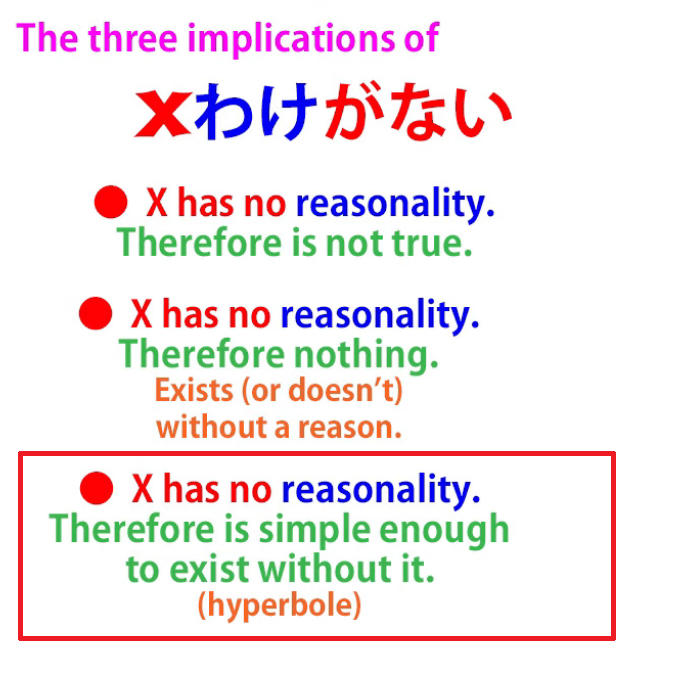 The three implications of
Xわけがない
● X has no reasonality.
Therefore is not true.
● X has no reasonality.
Therefore nothing.
Exists (or doesn't)
without a reason.
● X has no reasonality.
Therefore is simple enough
to exist without it.
(hyperbole)